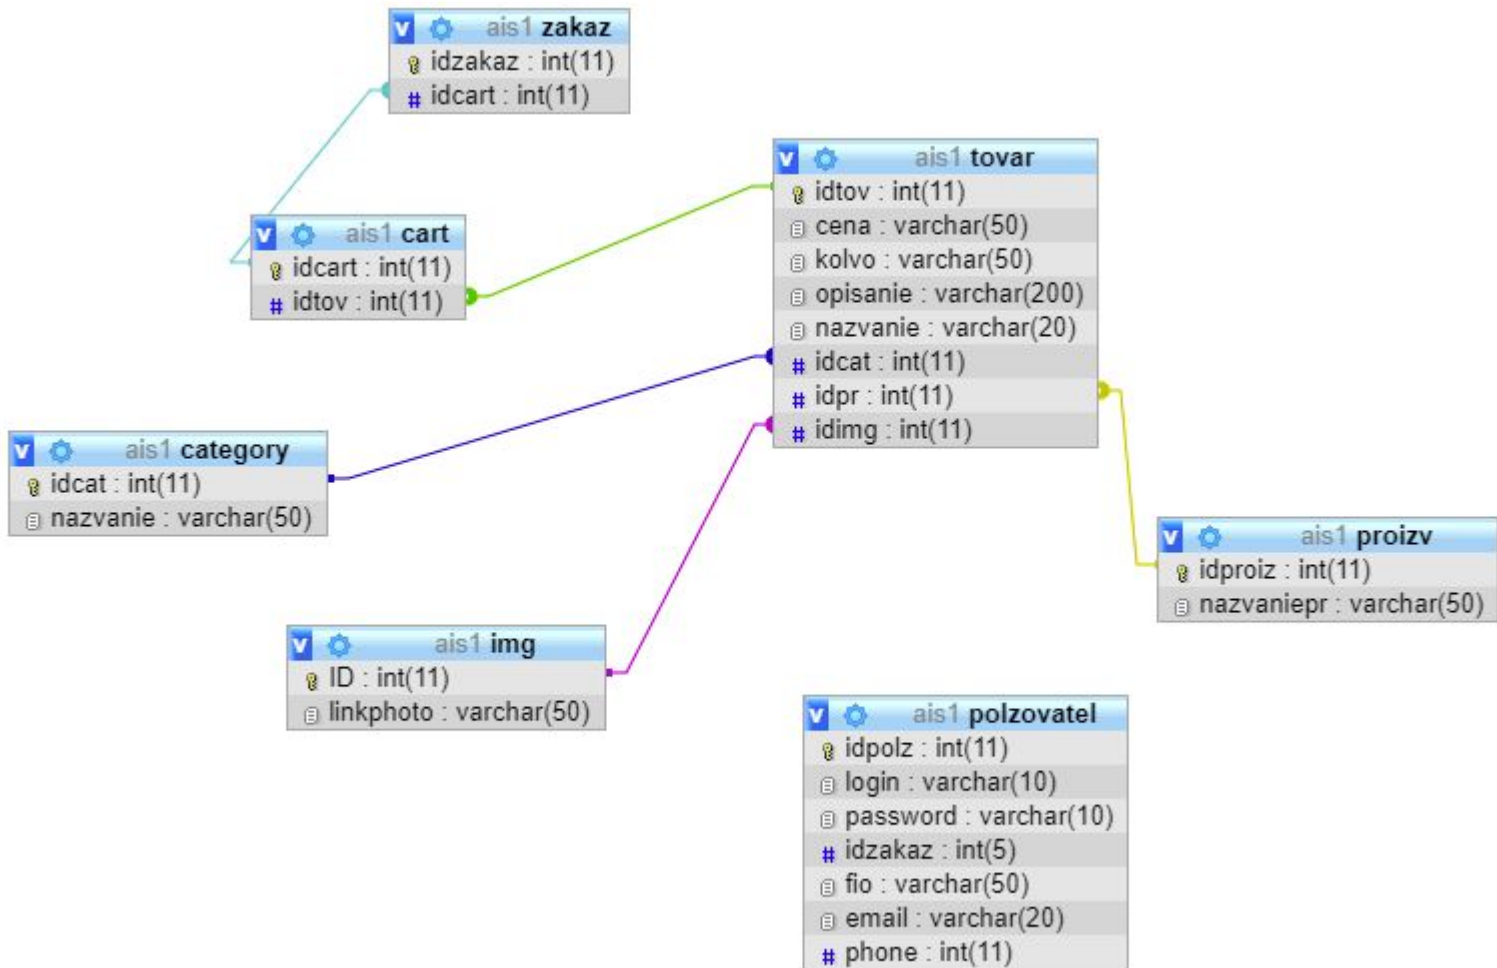 v ais1 zakaz
idzakaz : int(11)
# idcart : int(11)
v ais1 tovar
idtov : int(11)
cena : varchar(50)
kolvo : varchar(50)
opisanie : varchar(200)
nazvanie : varchar(20)
# idcat : int(11)
# idpr : int(11)
# idimg : int(11)
v ais1 cart
idcart : int(11)
# idtov : int(11)
v ais1 category
idcat : int(11)
nazvanie : varchar(50)
v ais1 proizv
idproiz : int(11)
nazvaniepr : varchar(50)
v ais1 img
ID : int(11)
linkphoto : varchar(50)
v ais1 polzovatel
idpolz : int(11)
login : varchar(10)
password : varchar(10)
# idzakaz : int(5)
fio : varchar(50)
email : varchar(20)
# phone : int(11)